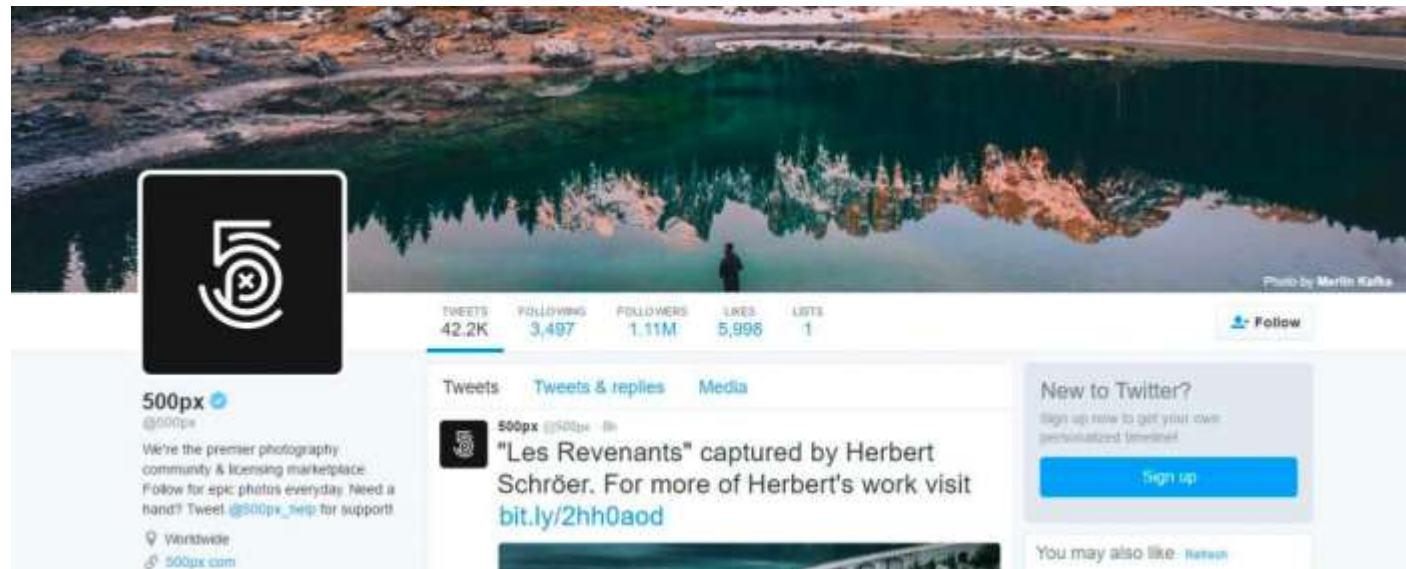 Photo by Martin Kafka
TWEETS FOLLOWING FOLLOWERS LIKES LISTS
42.2K 3,497 1.11M 5,998 1
Follow
500px
@500px
We're the premier photography
community & licensing marketplace.
Follow for epic photos everyday. Need a
hand? Tweet @500px_help for support!
Worldwide
500px.com
Tweets Tweets & replies Media
500px @500px · 8h
"Les Revenants" captured by Herbert
Schröer. For more of Herbert's work visit
bit.ly/2hh0aod
New to Twitter?
Sign up now to get your own
personalized timeline!
Sign up
You may also like · Refresh